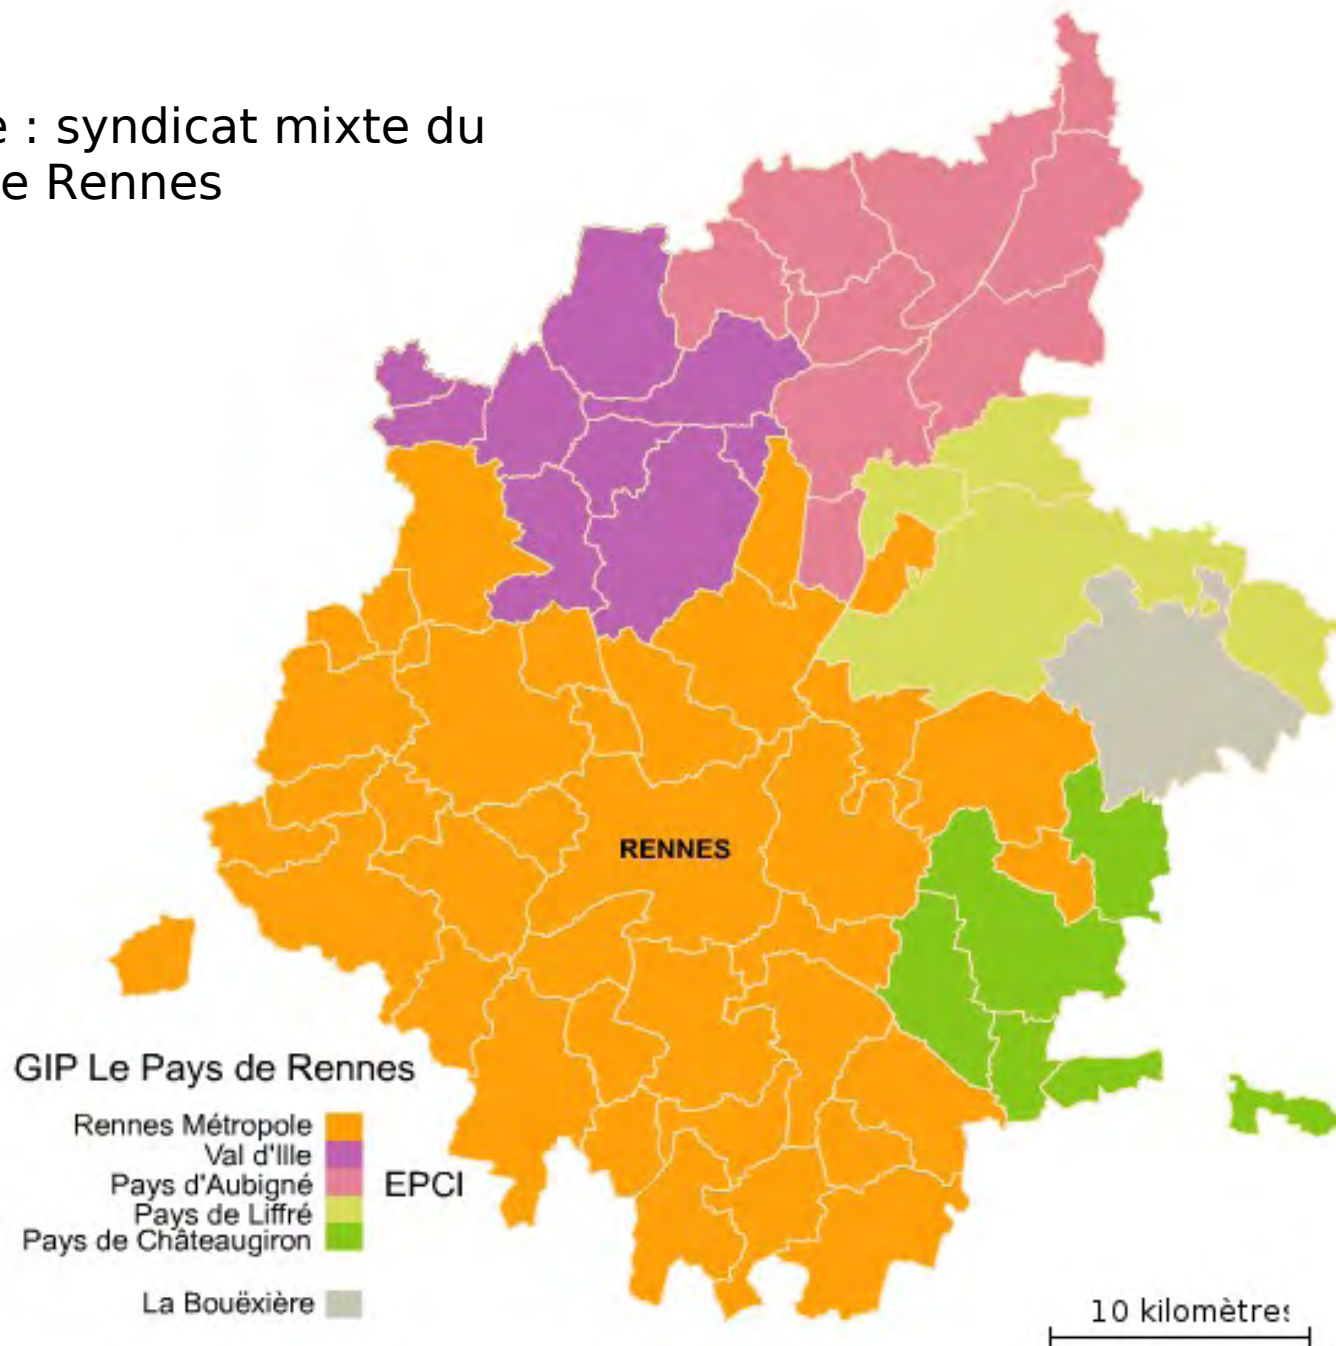 e : syndicat mixte du
e Rennes
RENNES
GIP Le Pays de Rennes
Rennes Métropole
Val d'Ille
Pays d'Aubigné
EPCI
Pays de Liffré
Pays de Châteaugiron
La Bouëxière
10 kilomètres